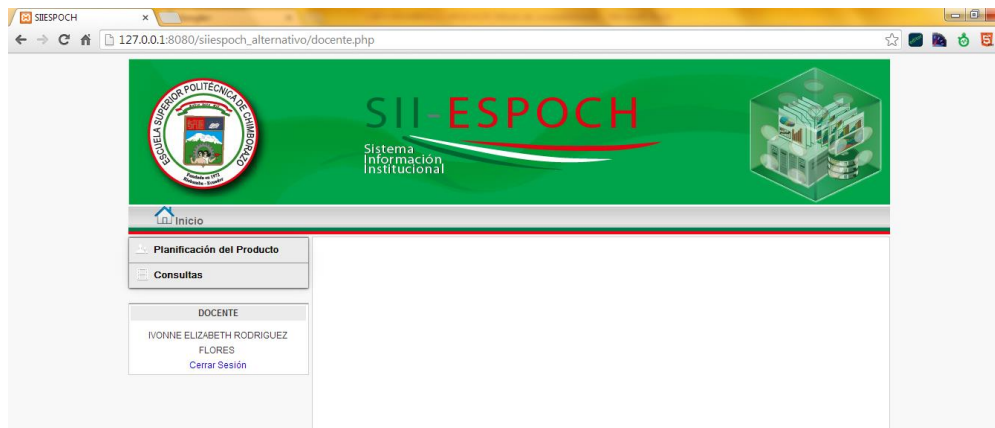 SIIESPOCH
127.0.0.1:8080/siiespoch_alternativo/docente.php
ESCUELA SUPERIOR POLITÉCNICA DE CHIMBORAZO
SII-ESPOCH
Sistema
Información
Institucional
Inicio
Planificación del Producto
Consultas
DOCENTE
IVONNE ELIZABETH RODRIGUEZ
FLORES
Cerrar Sesión